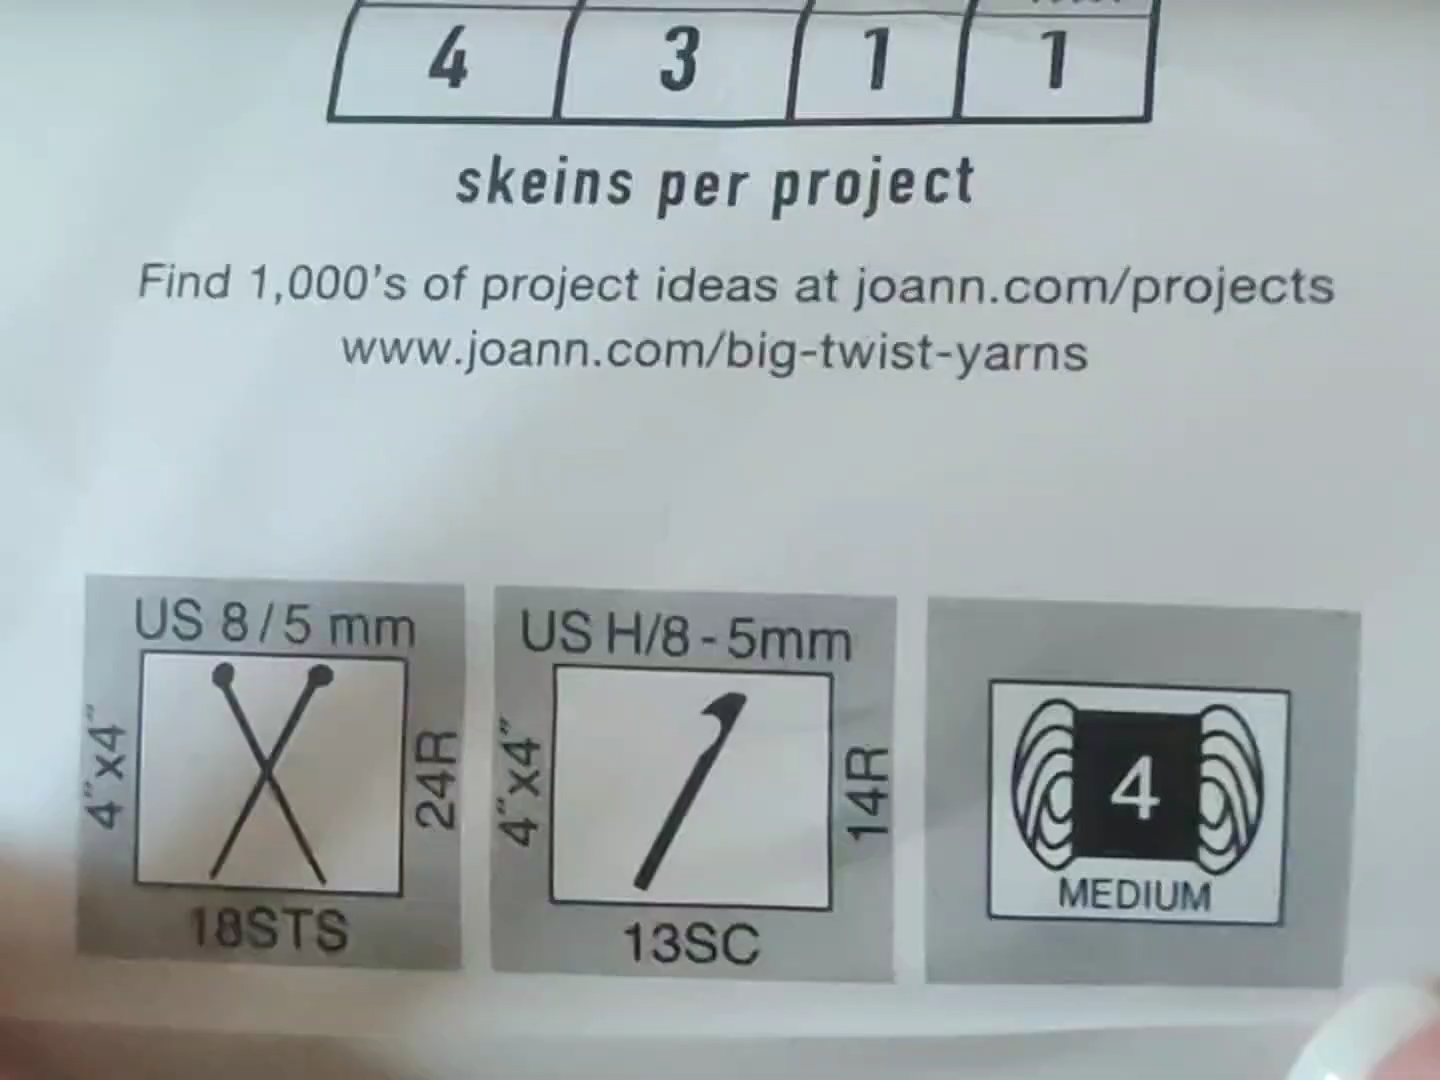 4 3 1 1
skeins per project
Find 1,000's of project ideas at joann.com/projects
www.joann.com/big-twist-yarns
US 8/5 mm
4"x4"
24R
18STS
US H/8-5mm
4"x4"
14R
13SC
4
MEDIUM